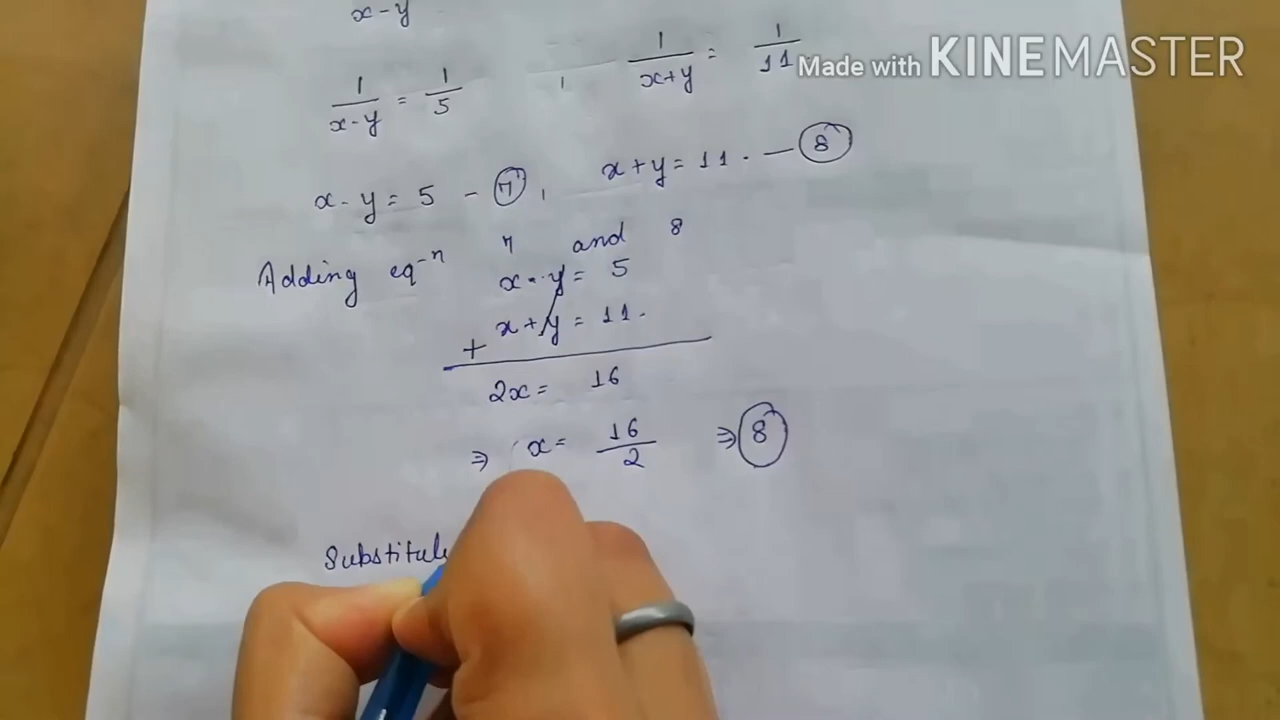 x-y
1/(x-y) = 1/5 , 1/(x+y) = 1/11
Made with KINEMASTER
x - y = 5 - ⑦ , x + y = 11 . — ⑧
Adding eq-n 7 and 8
x - y = 5
+ x + y = 11 .
2x = 16
⇒ x = 16/2 ⇒ ⑧
Substitute